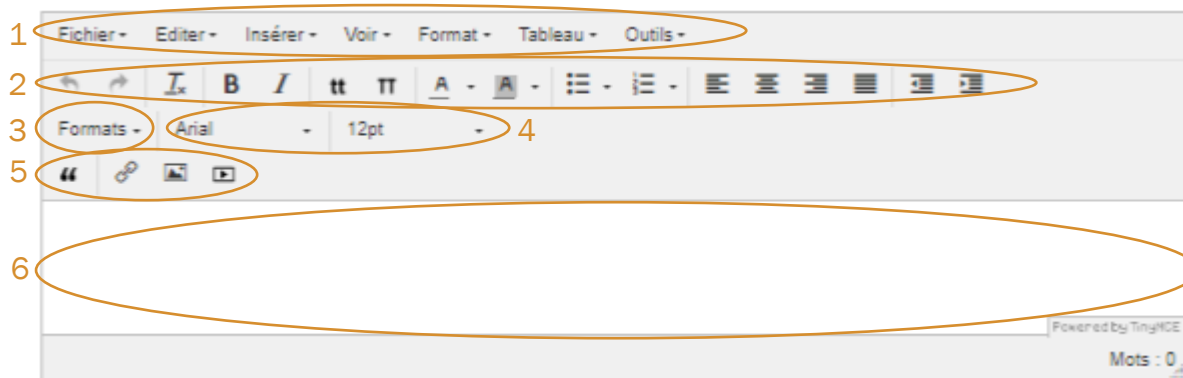 1 Fichier Editer Insérer Voir Format Tableau Outils
2 Tx B I tt TT A A
3 Formats Arial 12pt 4
5
6
Powered by TinyMCE
Mots : 0